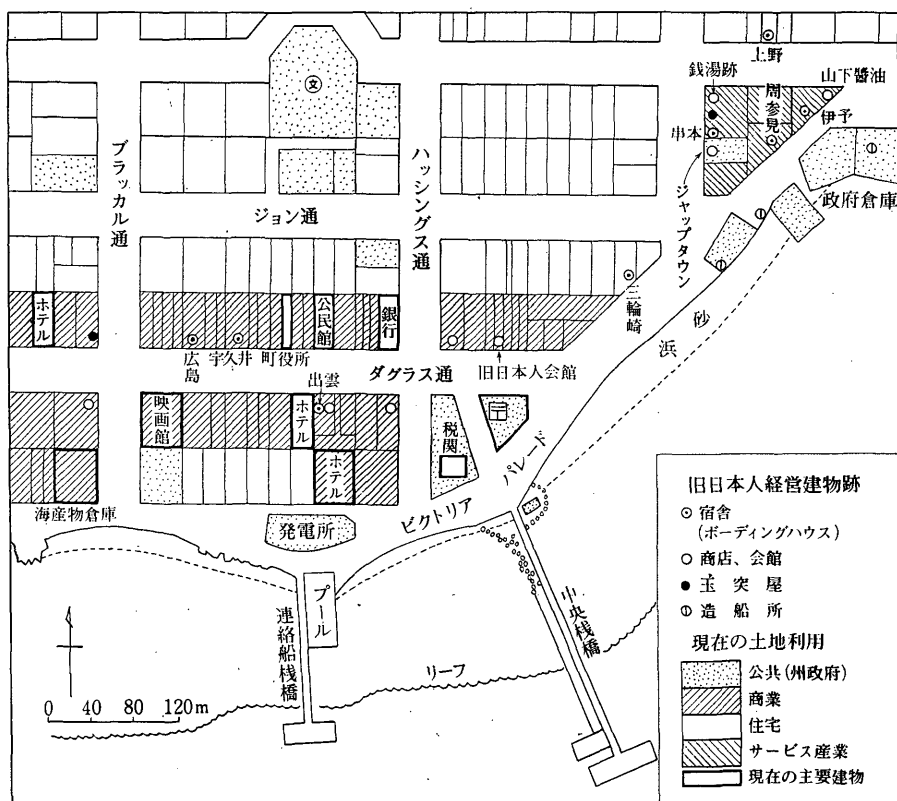 上野
銭湯跡
山下醬油
周参見
串本
伊予
政府倉庫
ジャップタウン
文
ブラッカル通
ハッシングス通
ジョン通
三輪崎
砂浜
ホテル
公民館
銀行
広島
宇久井
町役所
旧日本人会館
ダグラス通
出雲
映画館
ホテル
ホテル
税関
〒
ビクトリア パレード
海産物倉庫
発電所
プール
連絡船桟橋
中央桟橋
リーフ
0 40 80 120m
旧日本人経営建物跡
宿舎
(ボーディングハウス)
商店、会館
玉突屋
造船所
現在の土地利用
公共(州政府)
商業
住宅
サービス産業
現在の主要建物